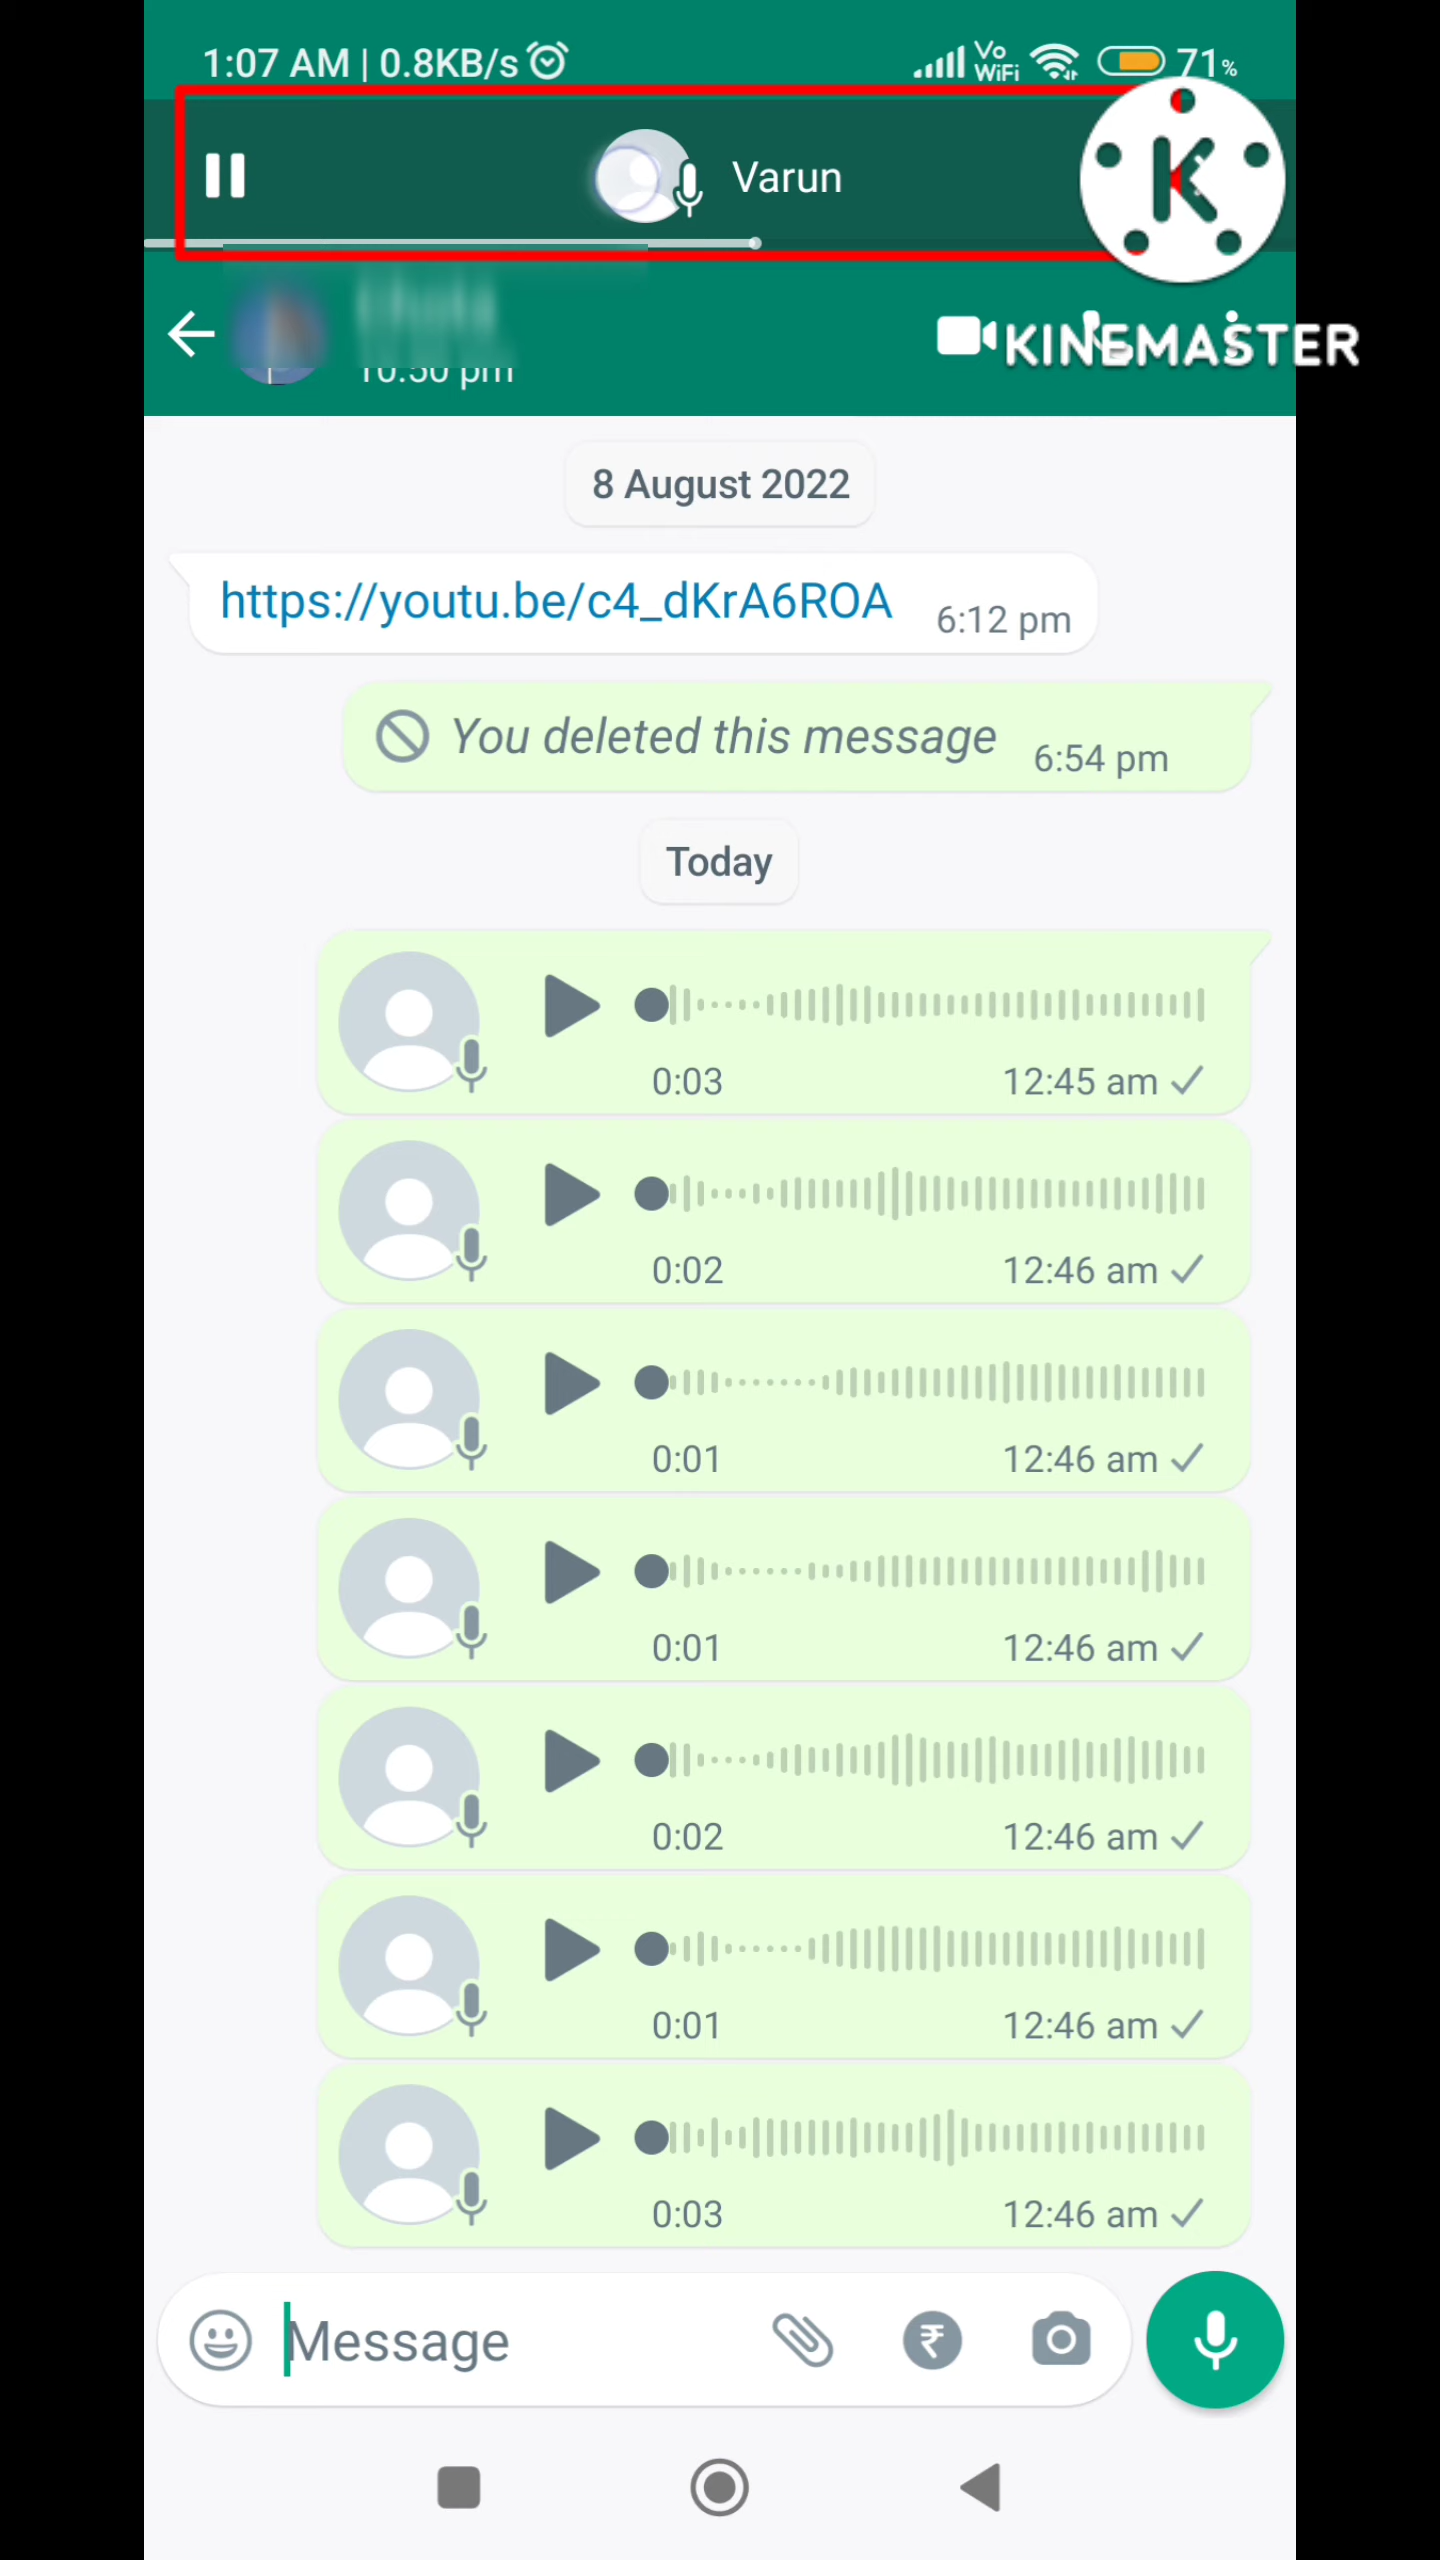 1:07 AM | 0.8KB/s Vo WiFi 71%
Varun
K
KINEMASTER
10:50 pm
8 August 2022
https://youtu.be/c4_dKrA6ROA 6:12 pm
You deleted this message 6:54 pm
Today
0:03 12:45 am
0:02 12:46 am
0:01 12:46 am
0:01 12:46 am
0:02 12:46 am
0:01 12:46 am
0:03 12:46 am
Message